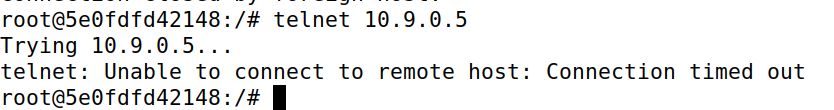 root@5e0fdfd42148:/# telnet 10.9.0.5
Trying 10.9.0.5...
telnet: Unable to connect to remote host: Connection timed out
root@5e0fdfd42148:/#